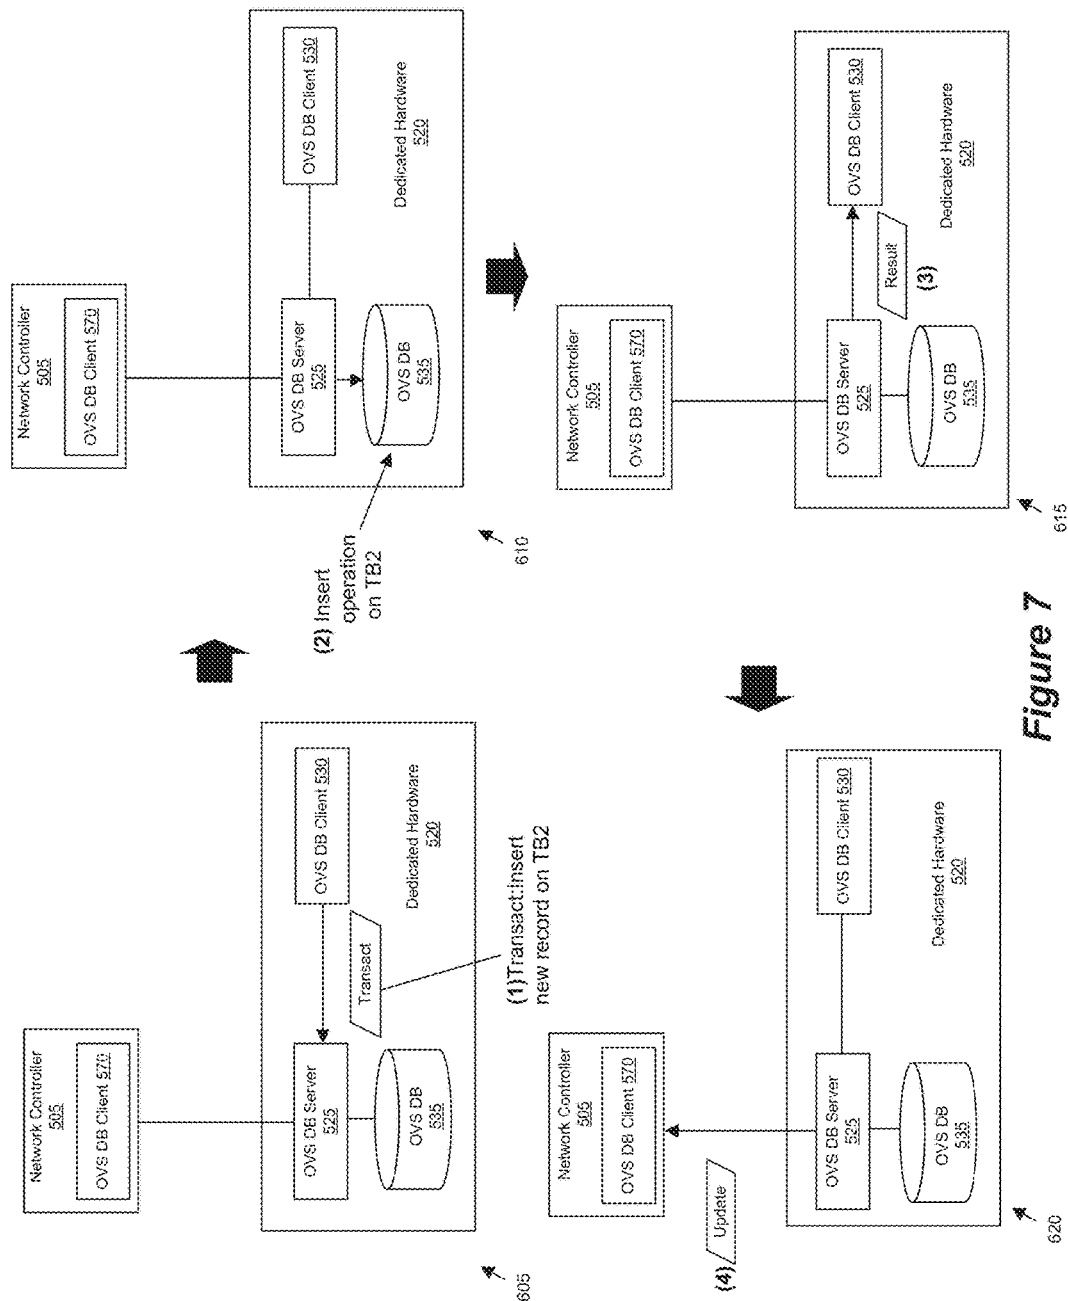 Network Controller
505
OVS DB Client 570
OVS DB Server
525
OVS DB Client 530
Transact
OVS DB
535
Dedicated Hardware
520
(1)Transact:Insert
new record on TB2
605
Network Controller
505
OVS DB Client 570
OVS DB Server
525
OVS DB Client 530
OVS DB
535
Dedicated Hardware
520
(2) Insert
operation
on TB2
610
Network Controller
505
OVS DB Client 570
(4)
Update
OVS DB Server
525
OVS DB Client 530
OVS DB
535
Dedicated Hardware
520
620
Network Controller
505
OVS DB Client 570
OVS DB Server
525
OVS DB Client 530
Result
(3)
OVS DB
535
Dedicated Hardware
520
615
Figure 7